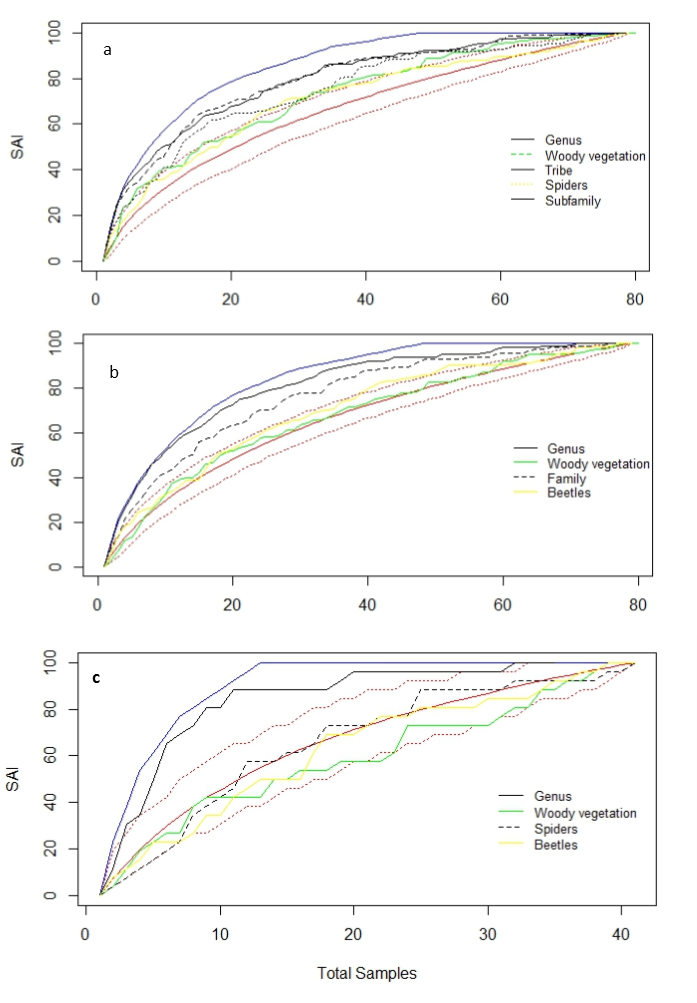 a
100
80
60
40
20
0
SAI
Genus
Woody vegetation
Tribe
Spiders
Subfamily
0 20 40 60 80
b
100
80
60
40
20
0
SAI
Genus
Woody vegetation
Family
Beetles
0 20 40 60 80
c
100
80
60
40
20
0
SAI
Genus
Woody vegetation
Spiders
Beetles
0 10 20 30 40
Total Samples